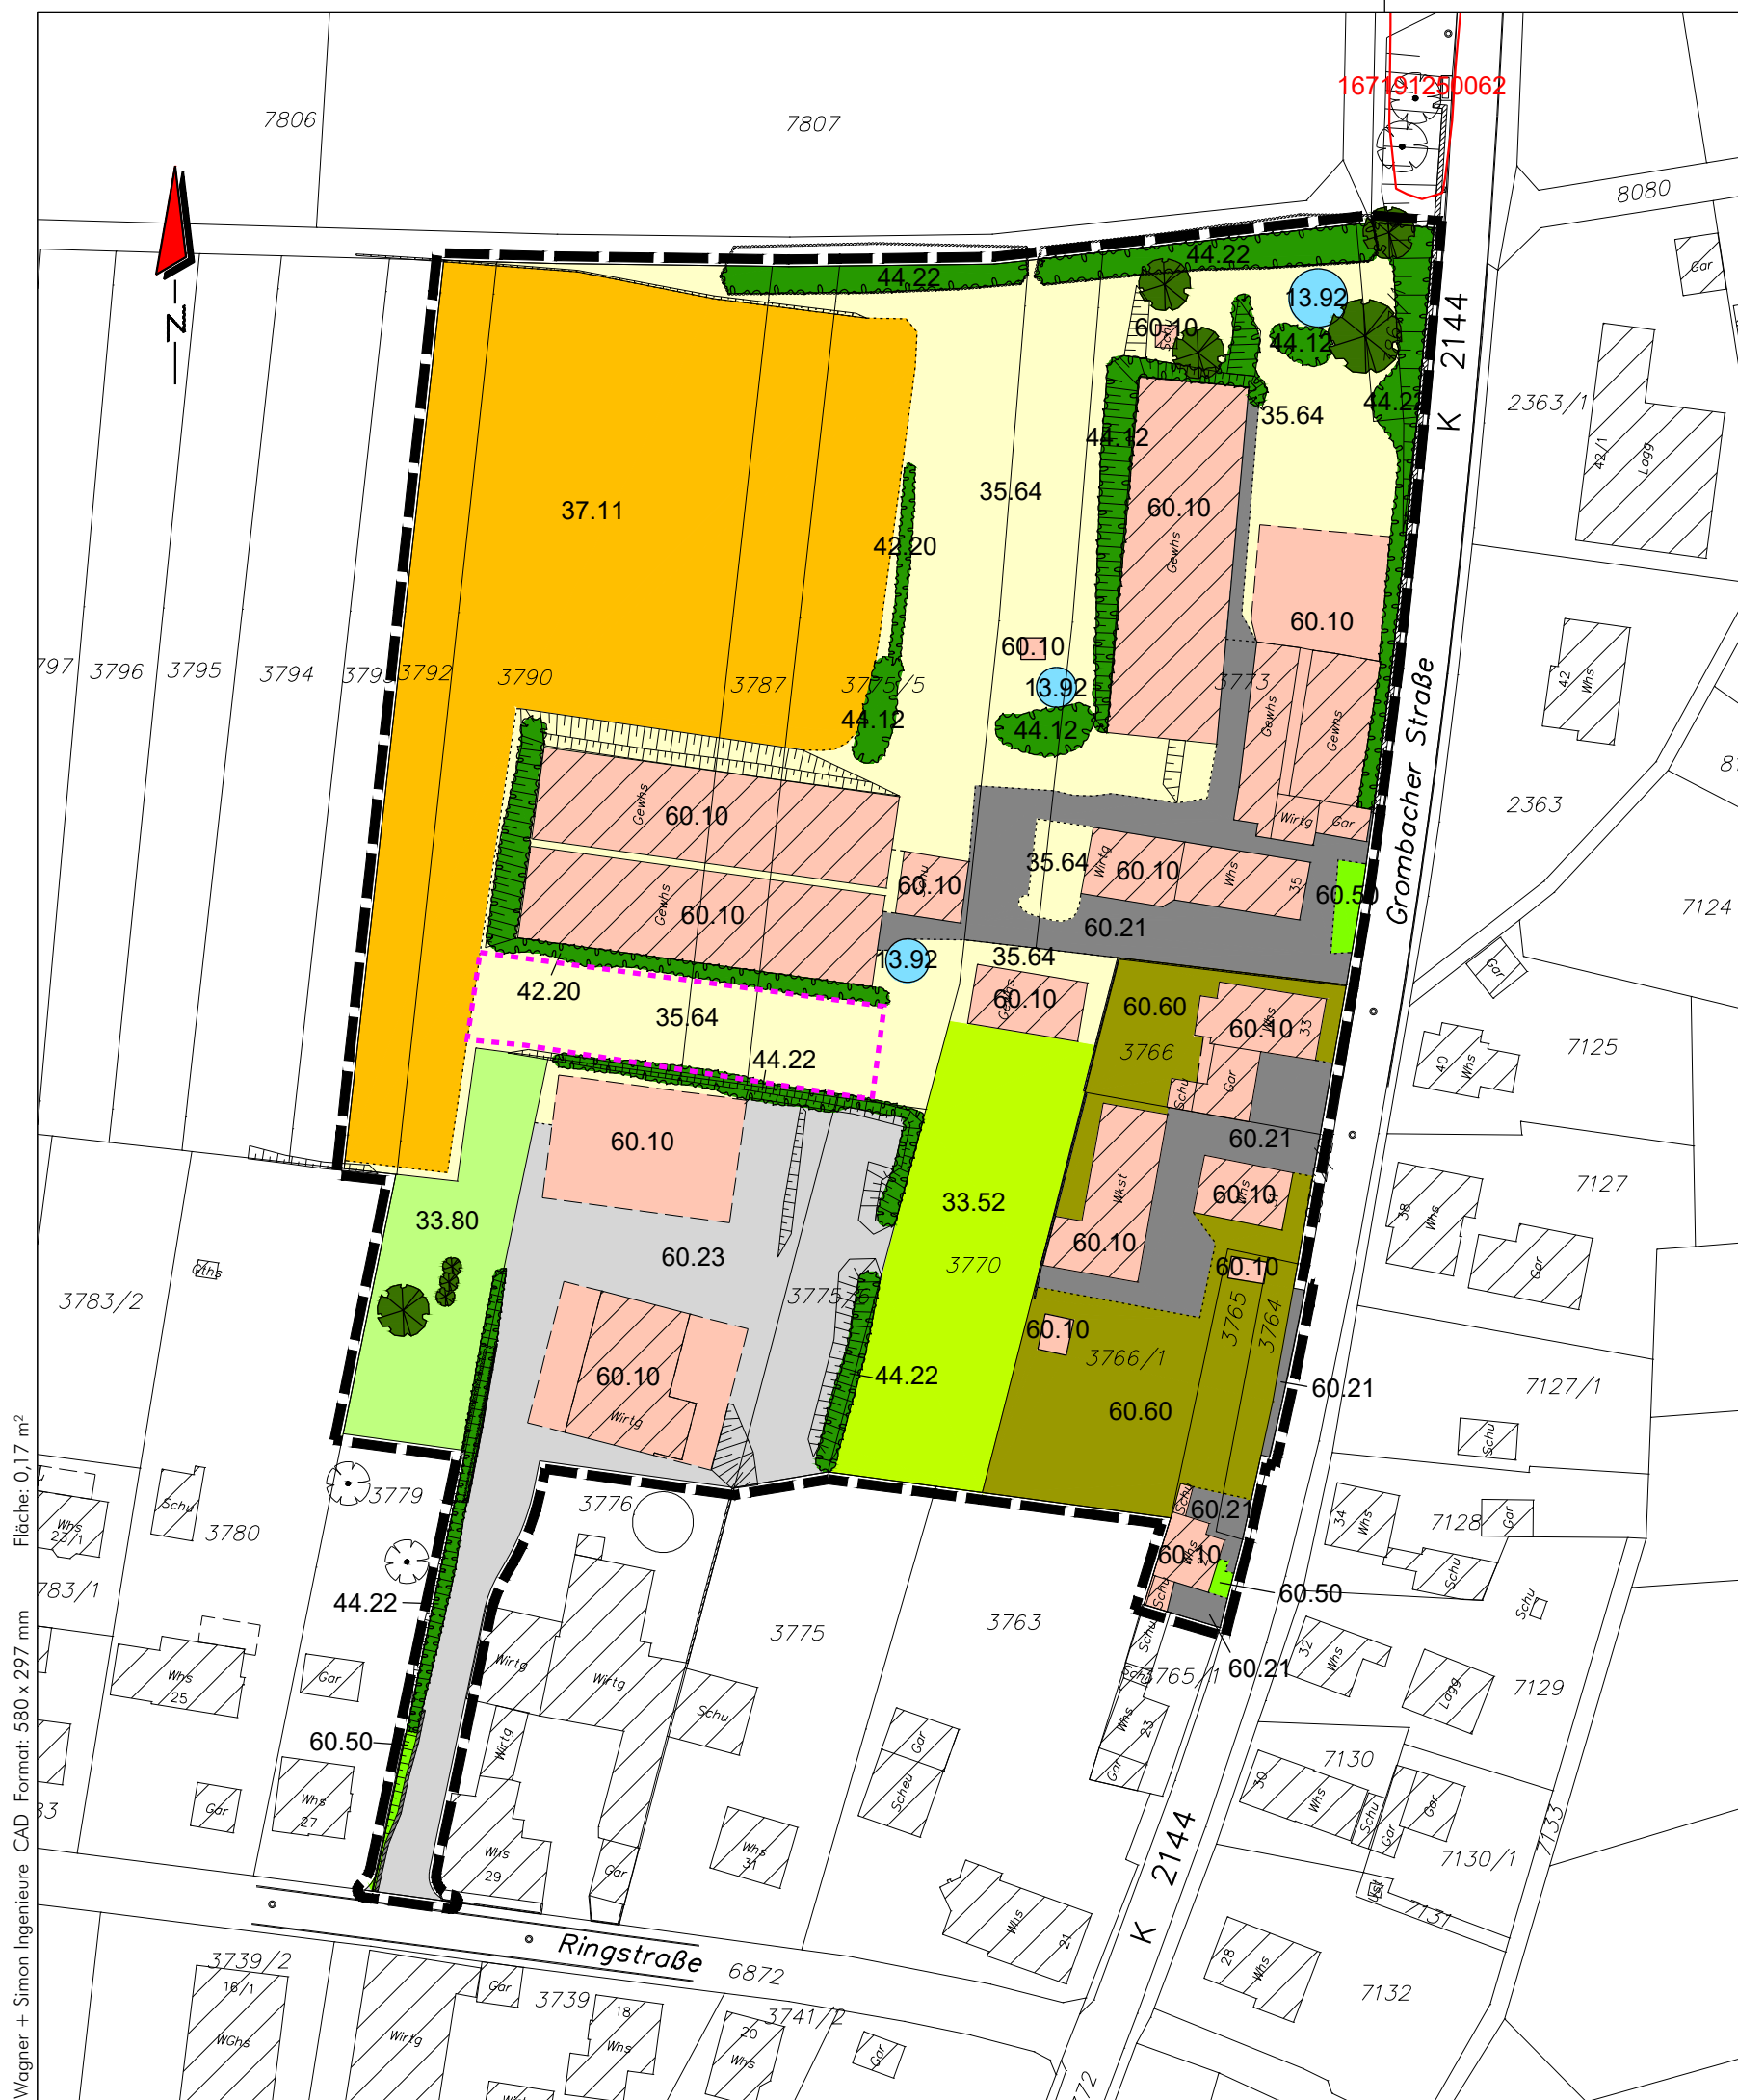 167191250062
7806
7807
8080
N
Gar
44.22
44.22
13.92
60.10
Schu
44.12
K 2144
2363/1
42/1
Lagg
35.64
44.12
37.11
35.64
60.10
Gewhs
42.20
60.10
60.10
3796
3795
3794
3792
3790
3787
3775/5
13.92
3773
42
Whs
44.12
44.12
Gewhs
Gewhs
Grombacher Straße
2363
Gewhs
60.10
Wirtg
Gar
35.64
Wirtg
60.10
Whs
35
60.10
60.50
7124
Gewhs
60.10
60.21
13.92
35.64
Gar
42.20
60.10
60.60
35.64
60.10
Whs
33
3766
40
Whs
7125
44.22
Schu
Gar
60.10
60.21
7127
Wkst
60.10
Whs
38
Whs
33.80
33.52
60.10
60.23
3770
60.10
Gar
Gths
3783/2
3775/6
3765
3764
60.10
3766/1
60.10
Wirtg
44.22
60.21
7127/1
60.60
Schu
3779
3776
Schu
60.21
34
Whs
7128
Gar
Whs
23/1
Schu
3780
60.10
Whs
Schu
783/1
44.22
60.50
Schu
3775
3763
Schu
32
Whs
Whs
25
Gar
Wirtg
Wirtg
3765/1
60.21
Lagg
7129
Schu
Whs
23
60.50
Wirtg
Gar
Gar
7130
Gar
Whs
27
Scheu
30
Whs
Schu
Gar
Gar
7133
Whs
31
7130/1
Whs
29
Gar
K 2144
Ust
7131
Whs
21
Ringstraße
6872
28
Whs
3739/2
16/1
Gar
3739
18
3741/2
7132
WGhs
Wirtg
Whs
20
Whs
Gar
Wagner + Simon Ingenieure CAD Format: 580 x 297 mm Fläche: 0,17 m²